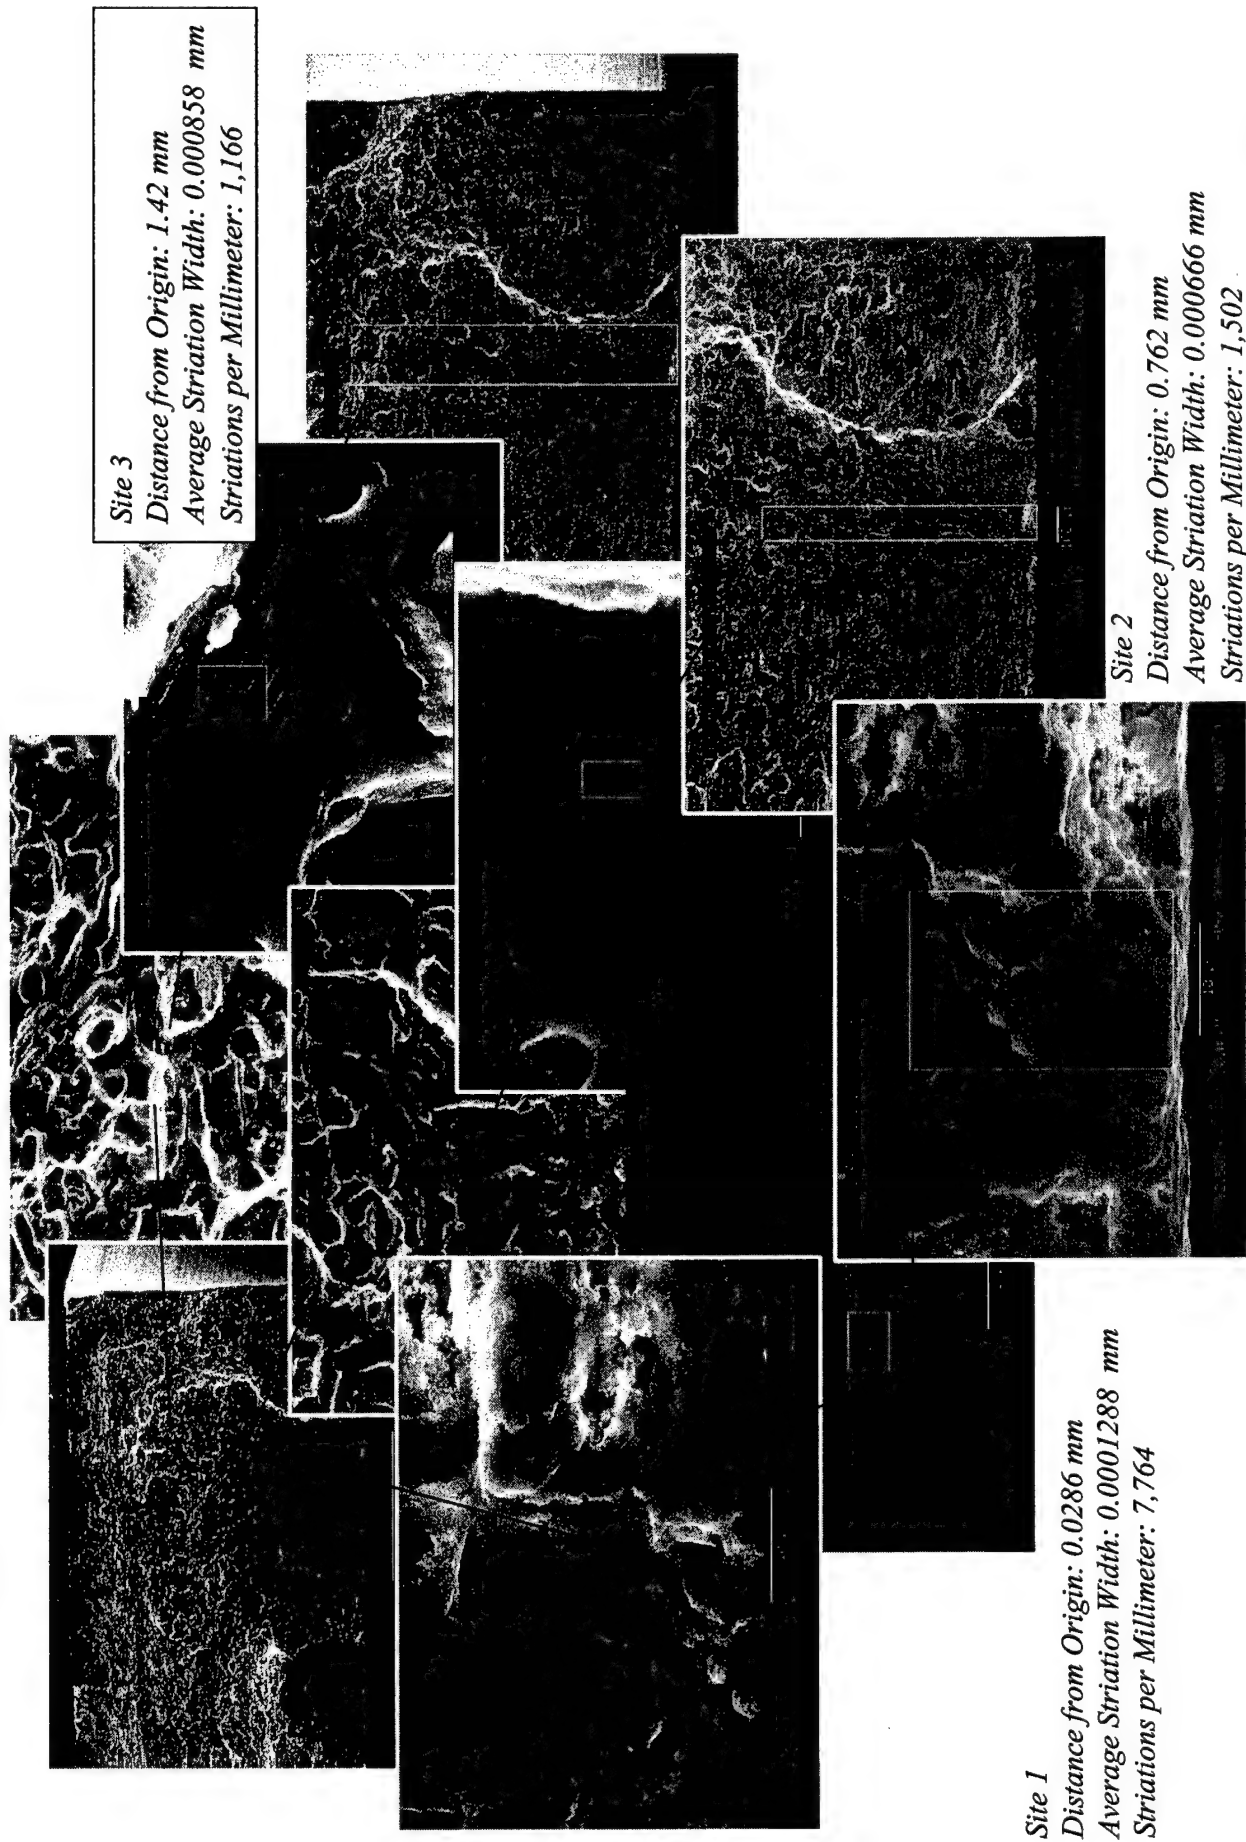 Site 3
Distance from Origin: 1.42 mm
Average Striation Width: 0.000858 mm
Striations per Millimeter: 1,166
Site 2
Distance from Origin: 0.762 mm
Average Striation Width: 0.000666 mm
Striations per Millimeter: 1,502
Site 1
Distance from Origin: 0.0286 mm
Average Striation Width: 0.0001288 mm
Striations per Millimeter: 7,764